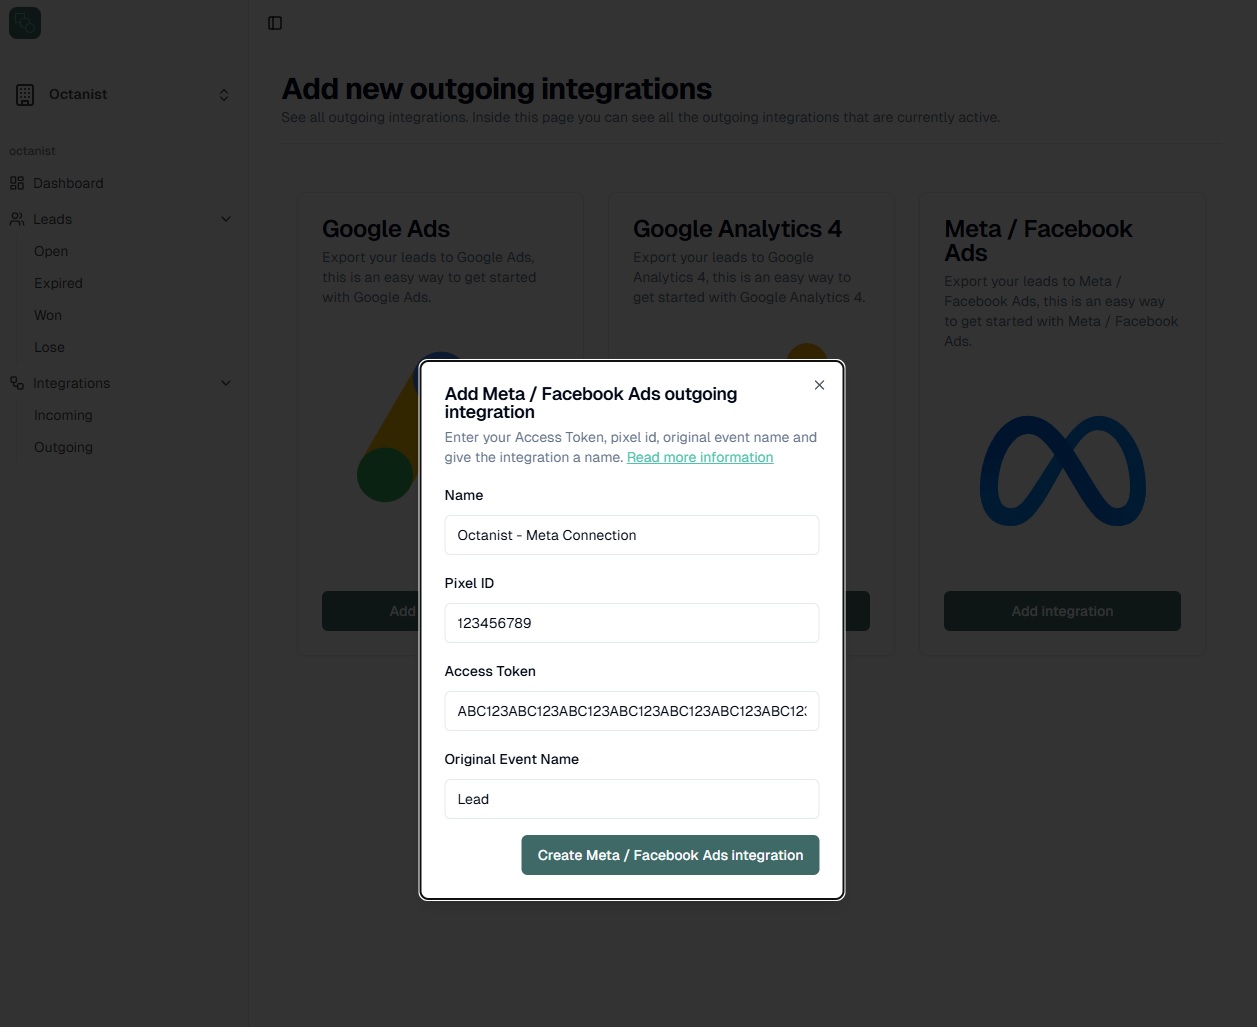 Octanist
octanist
Dashboard
Leads
Open
Expired
Won
Lose
Integrations
Incoming
Outgoing
Add new outgoing integrations
See all outgoing integrations. Inside this page you can see all the outgoing integrations that are currently active.
Google Ads
Export your leads to Google Ads,
this is an easy way to get started
with Google Ads.
Add
Google Analytics 4
Export your leads to Google
Analytics 4, this is an easy way to
get started with Google Analytics 4.
Meta / Facebook
Ads
Export your leads to Meta /
Facebook Ads, this is an easy way
to get started with Meta / Facebook
Ads.
Add integration
Add Meta / Facebook Ads outgoing
integration
Enter your Access Token, pixel id, original event name and
give the integration a name. Read more information
Name
Octanist - Meta Connection
Pixel ID
123456789
Access Token
ABC123ABC123ABC123ABC123ABC123ABC123ABC123
Original Event Name
Lead
Create Meta / Facebook Ads integration